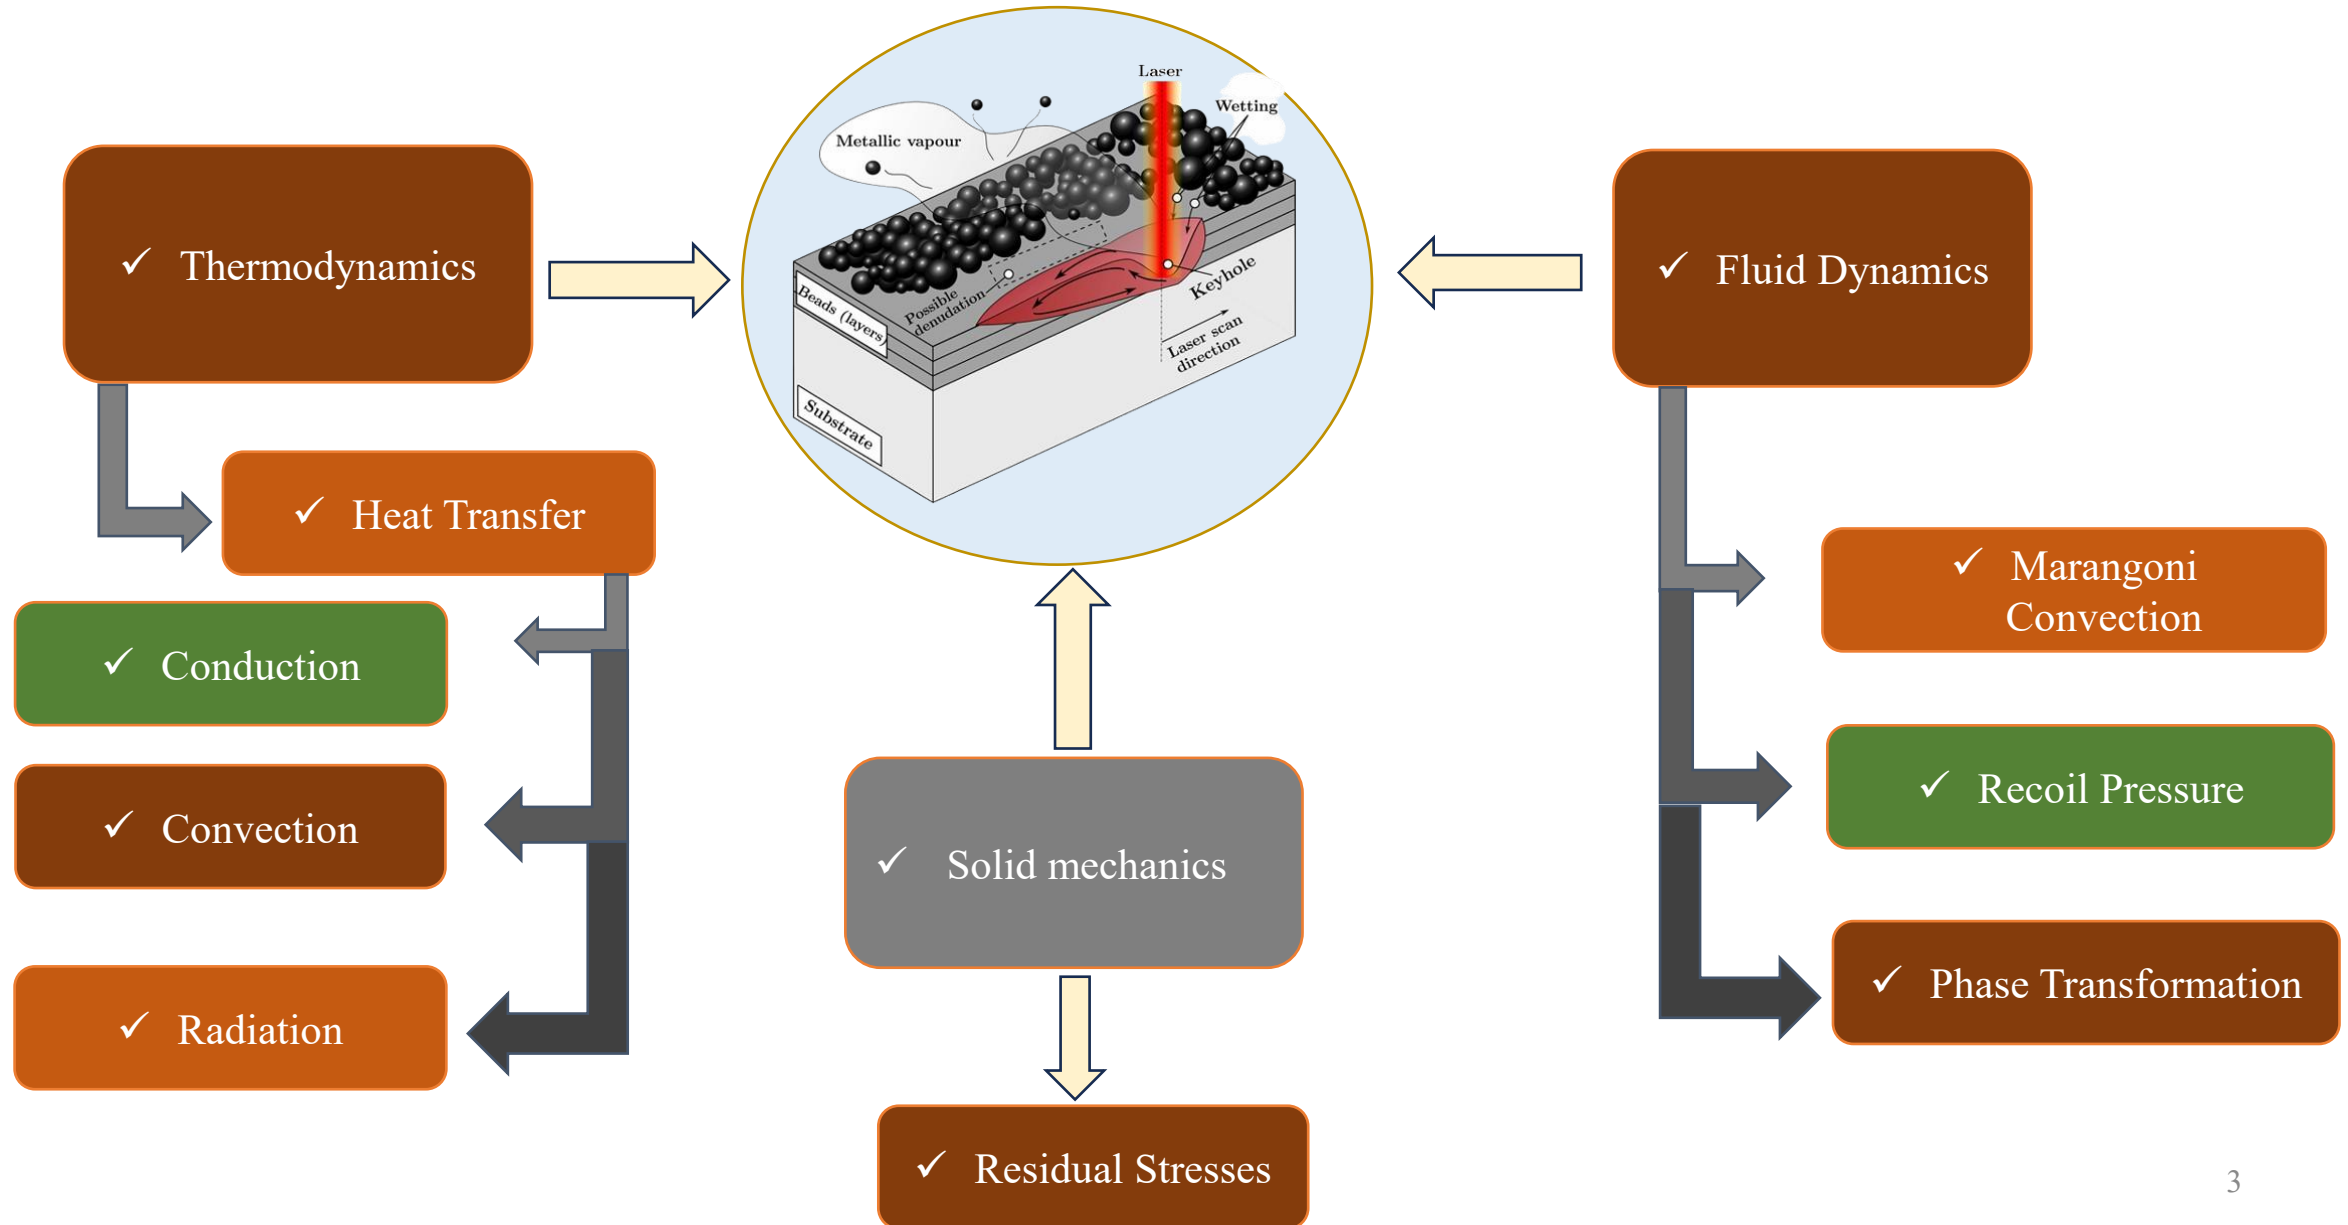 Laser
Wetting
Metallic vapour
Keyhole
Possible
denudation
Beads (layers)
Laser scan
direction
Substrate
✓ Thermodynamics
✓ Fluid Dynamics
✓ Heat Transfer
✓ Conduction
✓ Convection
✓ Radiation
✓ Solid mechanics
✓ Residual Stresses
✓ Marangoni
Convection
✓ Recoil Pressure
✓ Phase Transformation
3